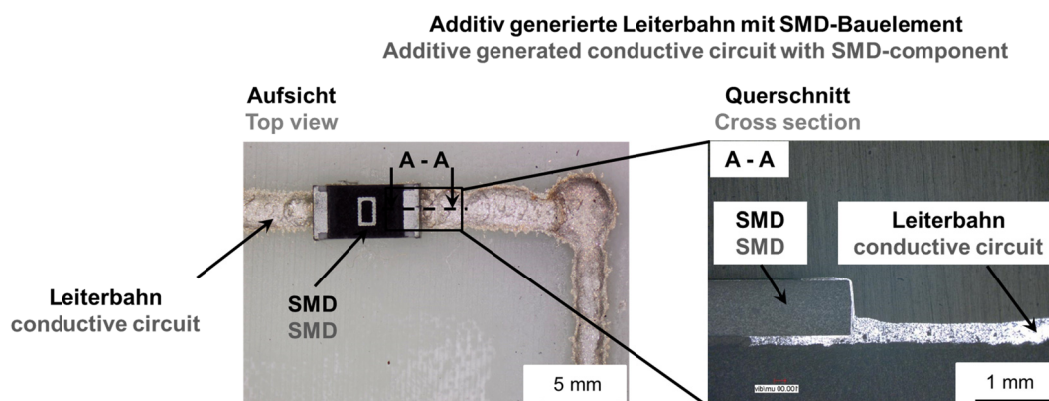 Additiv generierte Leiterbahn mit SMD-Bauelement
Additive generated conductive circuit with SMD-component
Aufsicht
Top view
A - A
0
Leiterbahn
conductive circuit
SMD
SMD
5 mm
Querschnitt
Cross section
A - A
SMD
SMD
Leiterbahn
conductive circuit
1 mm